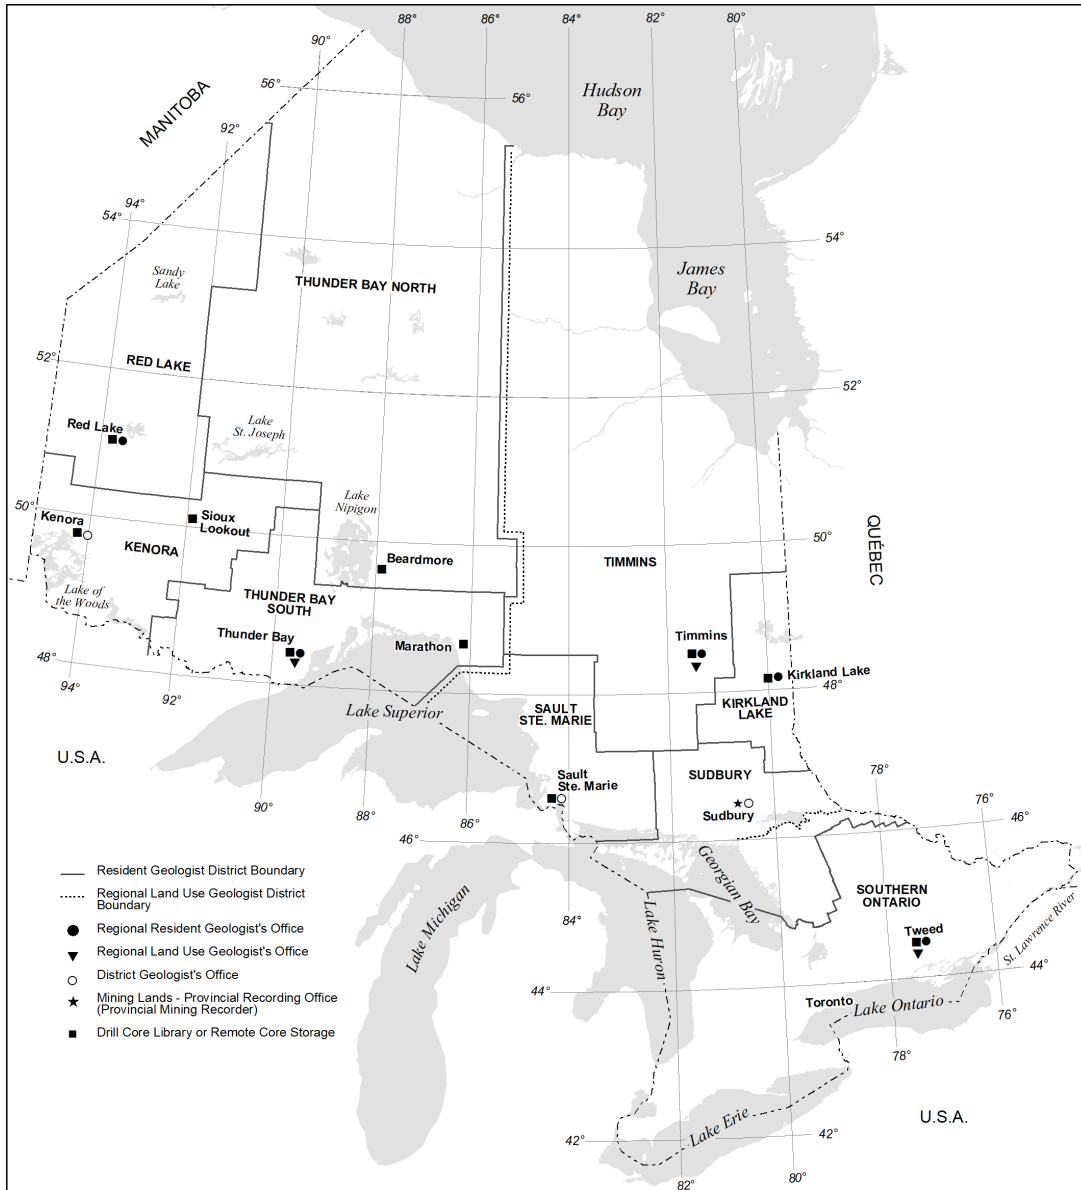 88°
86°
84°
82°
80°
90°
56°
56°
Hudson
Bay
MANITOBA
92°
94°
54°
54°
Sandy
Lake
THUNDER BAY NORTH
James
Bay
52°
RED LAKE
52°
Red Lake
Lake
St. Joseph
50°
Kenora
Sioux
Lookout
Lake
Nipigon
50°
QUÉBEC
KENORA
Beardmore
TIMMINS
Lake of
the Woods
THUNDER BAY
SOUTH
Thunder Bay
Marathon
Timmins
48°
94°
92°
Kirkland Lake
48°
KIRKLAND
LAKE
Lake Superior
SAULT
STE. MARIE
U.S.A.
Sault
Ste. Marie
SUDBURY
Sudbury
78°
76°
46°
90°
88°
86°
46°
Resident Geologist District Boundary
Regional Land Use Geologist District
Boundary
Regional Resident Geologist's Office
Regional Land Use Geologist's Office
District Geologist's Office
Mining Lands - Provincial Recording Office
(Provincial Mining Recorder)
Drill Core Library or Remote Core Storage
Lake Michigan
Georgian Bay
84°
Lake Huron
SOUTHERN
ONTARIO
Tweed
St. Lawrence River
44°
44°
Toronto
Lake Ontario
76°
78°
U.S.A.
Lake Erie
42°
42°
82°
80°